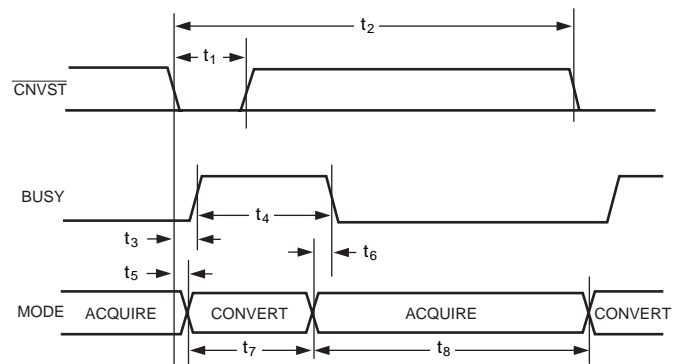 t2
t1
CNVST
BUSY
t3
t4
t6
t5
MODE
ACQUIRE
CONVERT
ACQUIRE
CONVERT
t7
t8